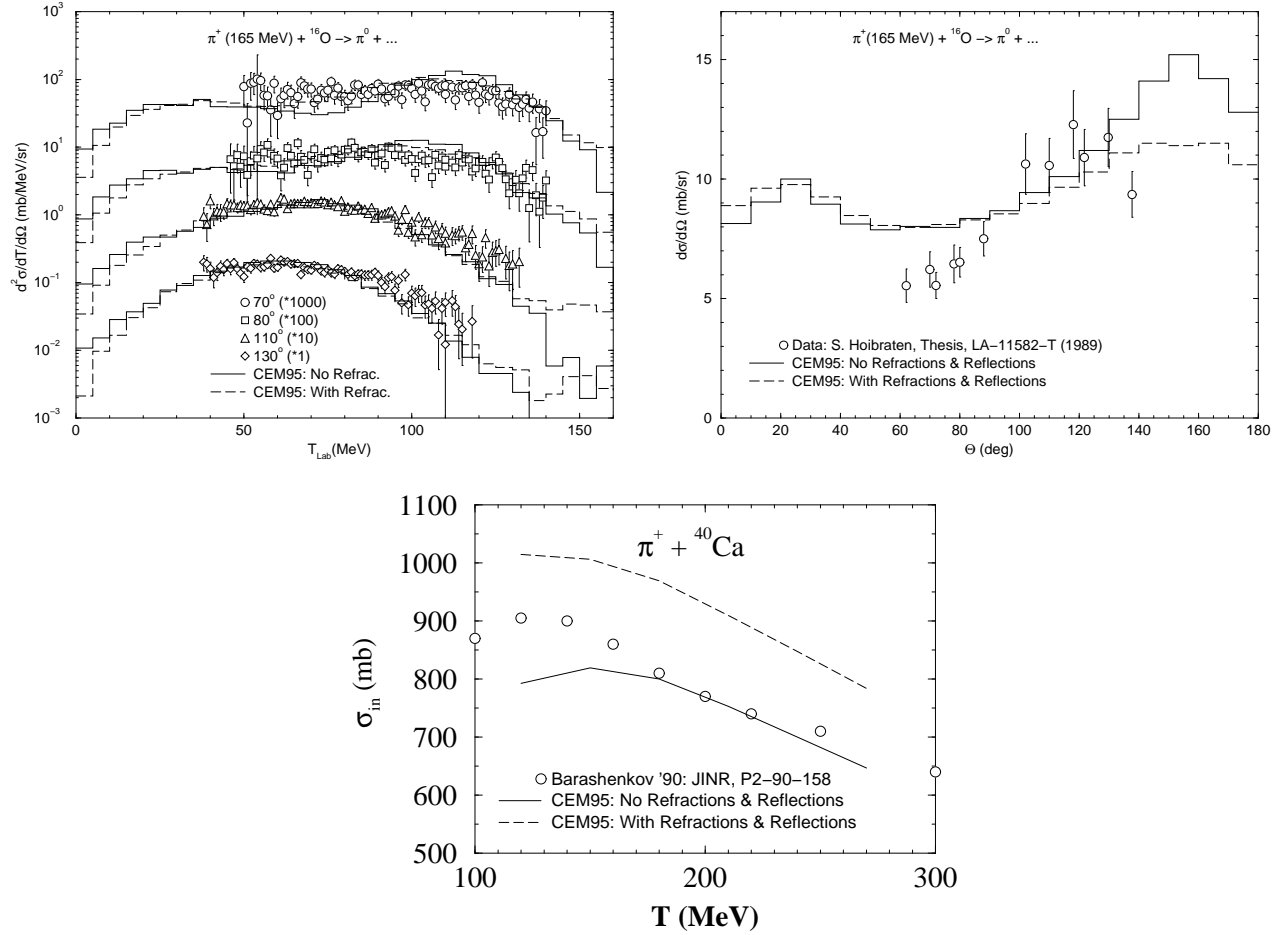 π⁺ (165 MeV) + ¹⁶O −> π⁰ + ...
10³
10²
10¹
10⁰
10⁻¹
10⁻²
10⁻³
d²σ/dT/dΩ (mb/MeV/sr)
70° (*1000)
80° (*100)
110° (*10)
130° (*1)
CEM95: No Refrac.
CEM95: With Refrac.
0 50 100 150
T_Lab(MeV)
π⁺(165 MeV) + ¹⁶O −> π⁰ + ...
15
10
5
0
dσ/dΩ (mb/sr)
Data: S. Hoibraten, Thesis, LA−11582−T (1989)
CEM95: No Refractions & Reflections
CEM95: With Refractions & Reflections
0 20 40 60 80 100 120 140 160 180
Θ (deg)
π⁺ + ⁴⁰Ca
1100
1000
900
800
700
600
500
σ_in (mb)
Barashenkov '90: JINR, P2−90−158
CEM95: No Refractions & Reflections
CEM95: With Refractions & Reflections
100 200 300
T (MeV)